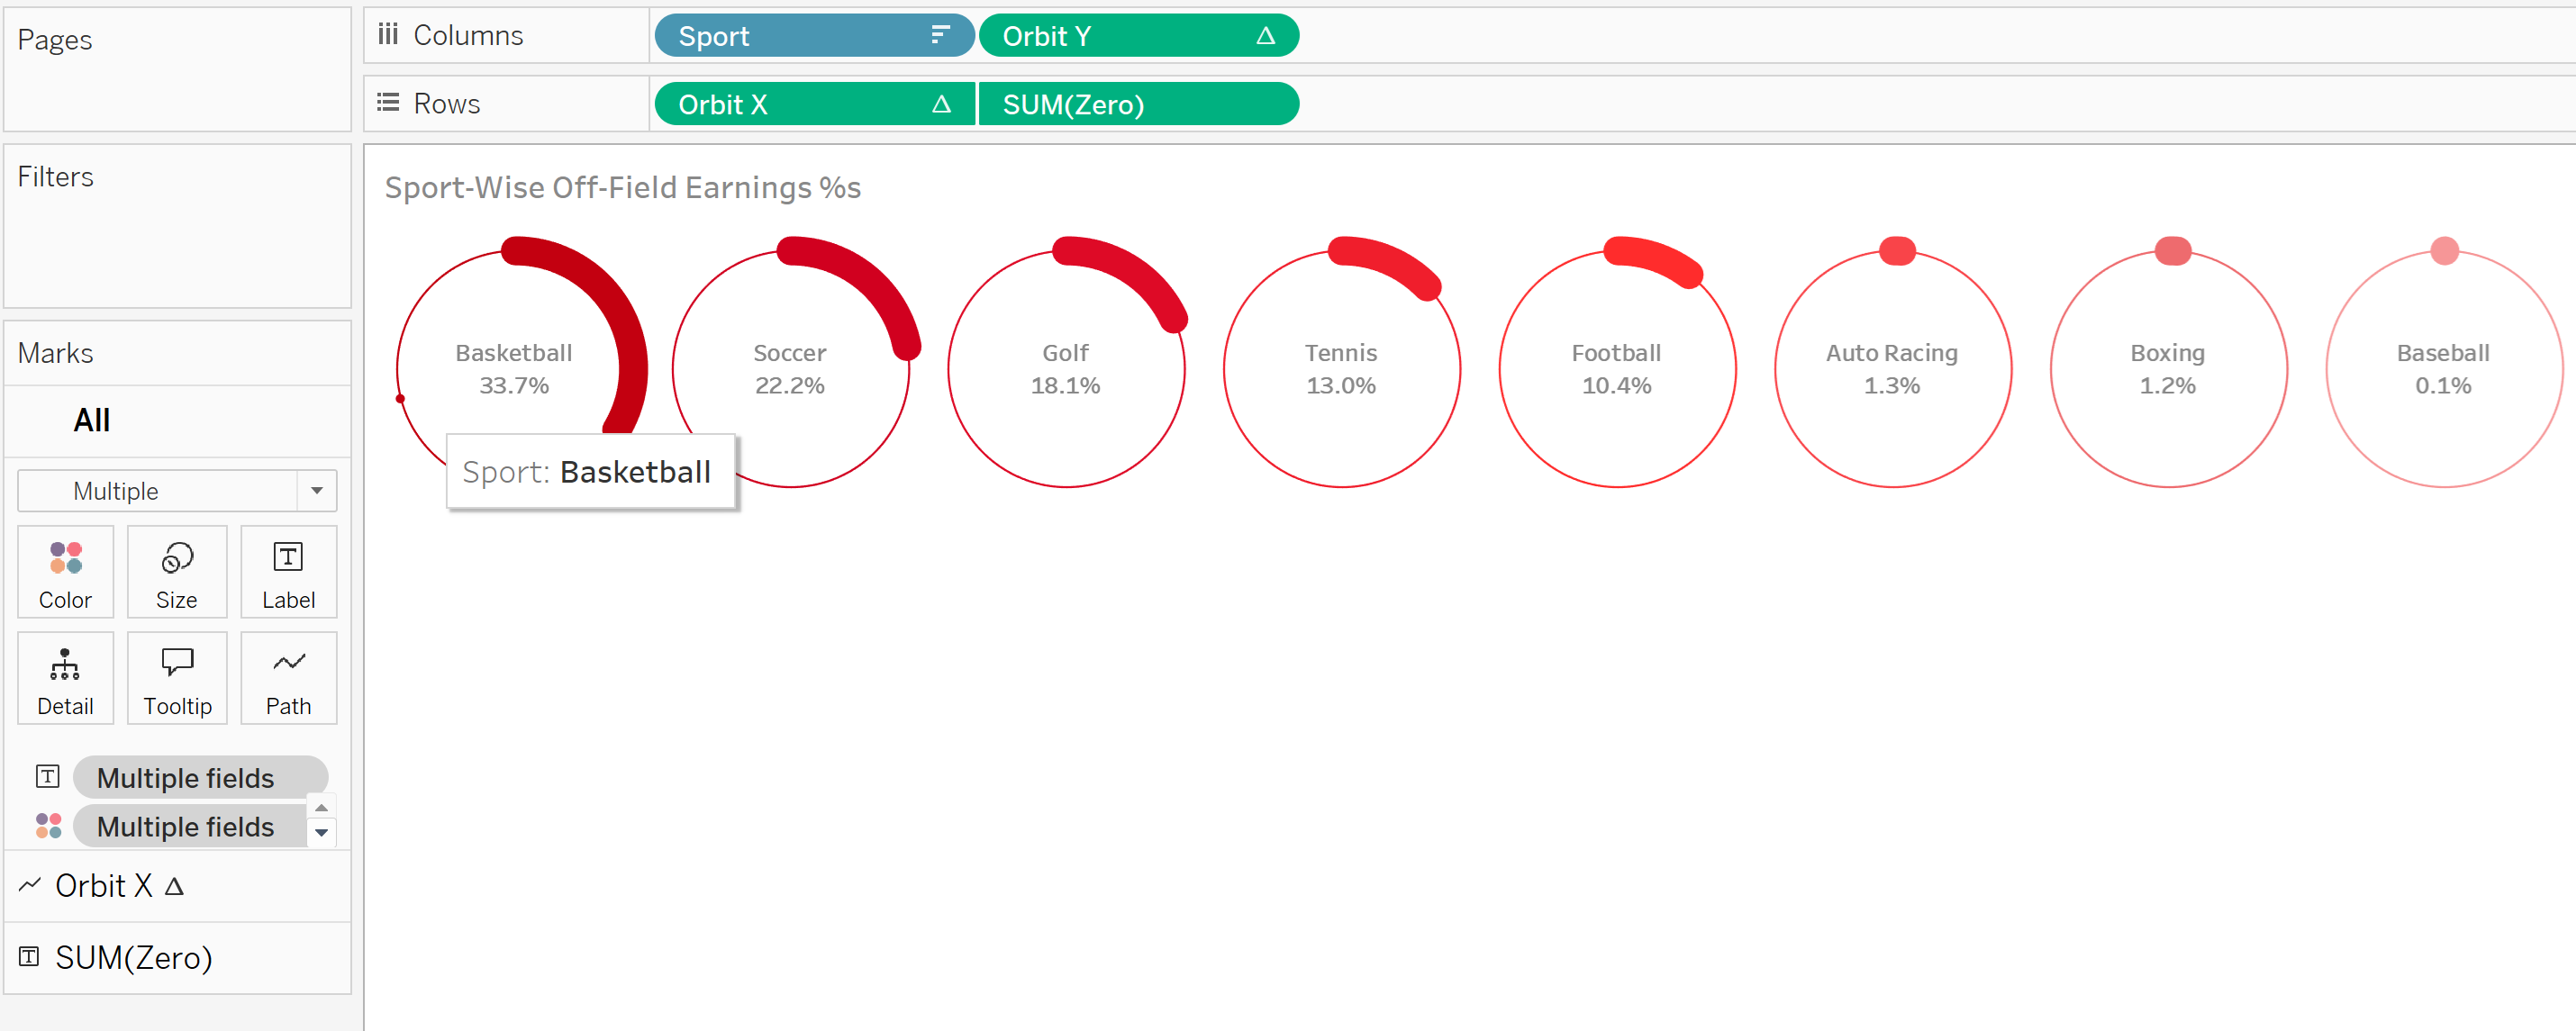 Pages
Columns
Sport
Orbit Y
Rows
Orbit X
SUM(Zero)
Filters
Sport-Wise Off-Field Earnings %s
Basketball
33.7%
Soccer
22.2%
Golf
18.1%
Tennis
13.0%
Football
10.4%
Auto Racing
1.3%
Boxing
1.2%
Baseball
0.1%
Sport: Basketball
Marks
All
Multiple
Color
Size
Label
Detail
Tooltip
Path
Multiple fields
Multiple fields
Orbit X
SUM(Zero)